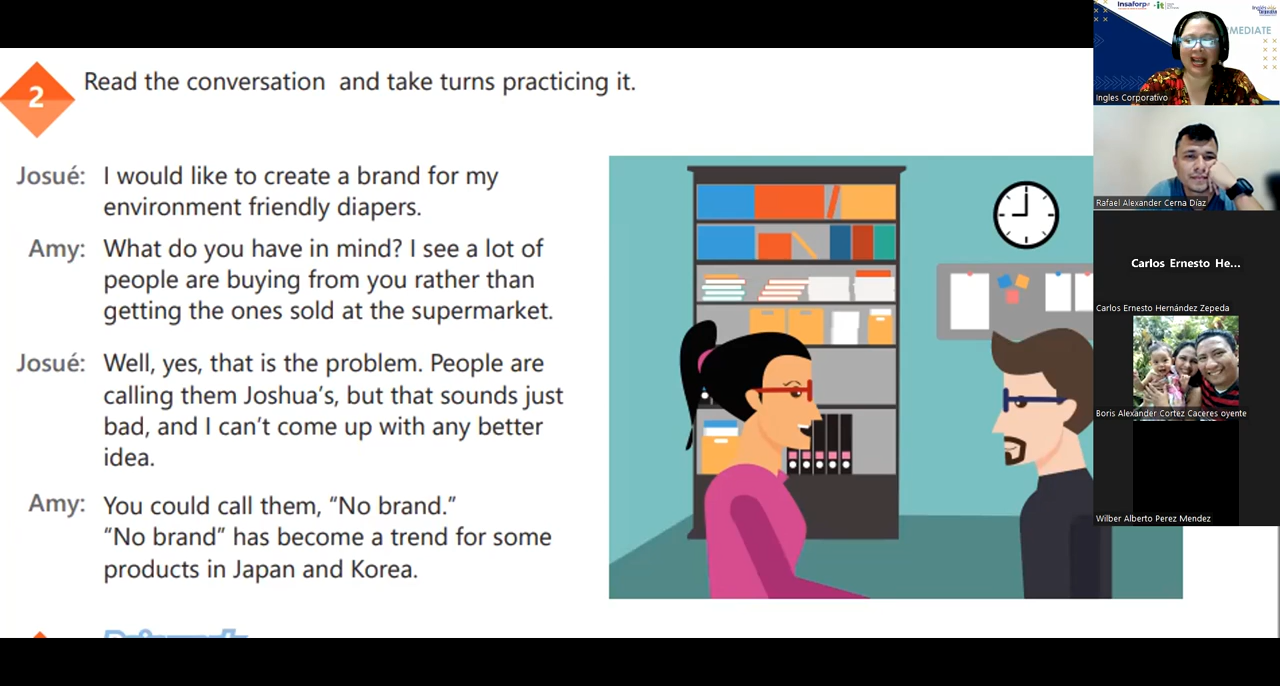 2
Read the conversation and take turns practicing it.
Josué: I would like to create a brand for my
environment friendly diapers.
Amy: What do you have in mind? I see a lot of
people are buying from you rather than
getting the ones sold at the supermarket.
Josué: Well, yes, that is the problem. People are
calling them Joshua’s, but that sounds just
bad, and I can’t come up with any better
idea.
Amy: You could call them, “No brand.”
“No brand” has become a trend for some
products in Japan and Korea.
Insaforp
MEDIATE
Ingles Corporativo
Rafael Alexander Cerna Díaz
Carlos Ernesto He...
Carlos Ernesto Hernández Zepeda
Boris Alexander Cortez Caceres oyente
Wilber Alberto Perez Mendez